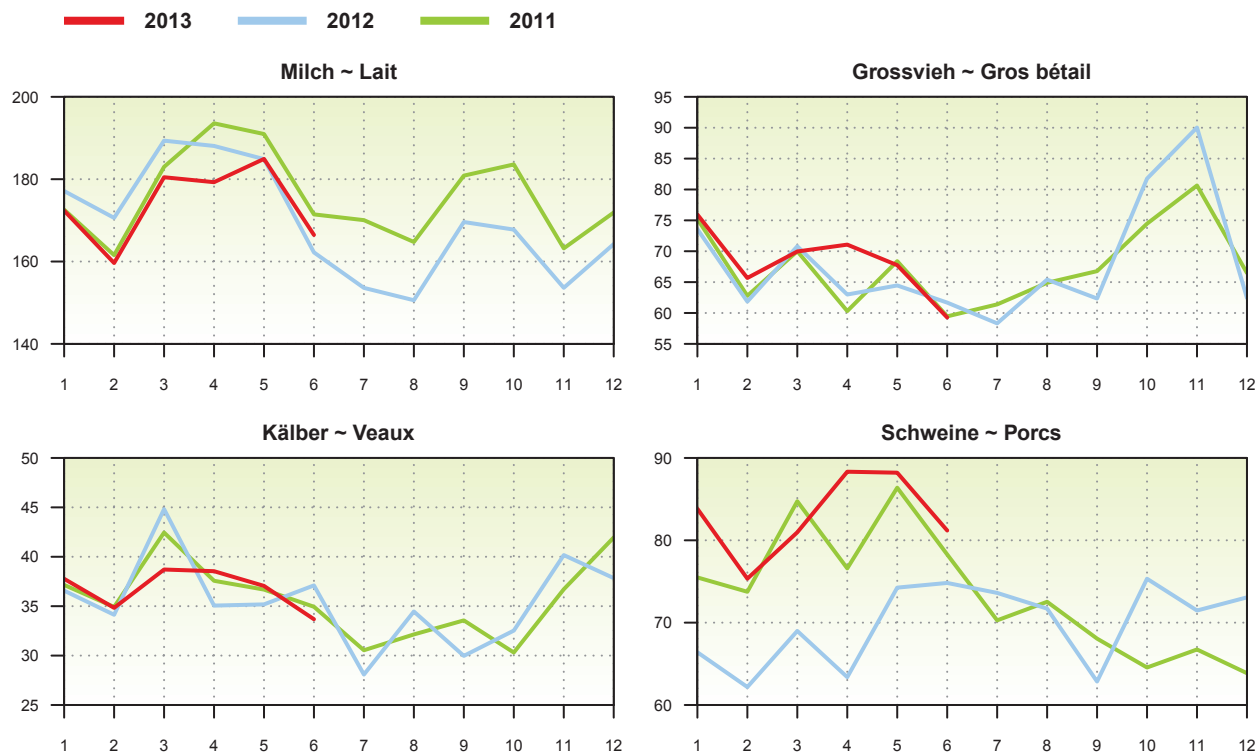 2013 2012 2011
Milch ~ Lait
200
180
160
140
1 2 3 4 5 6 7 8 9 10 11 12
Grossvieh ~ Gros bétail
95
90
85
80
75
70
65
60
55
1 2 3 4 5 6 7 8 9 10 11 12
Kälber ~ Veaux
50
45
40
35
30
25
1 2 3 4 5 6 7 8 9 10 11 12
Schweine ~ Porcs
90
80
70
60
1 2 3 4 5 6 7 8 9 10 11 12